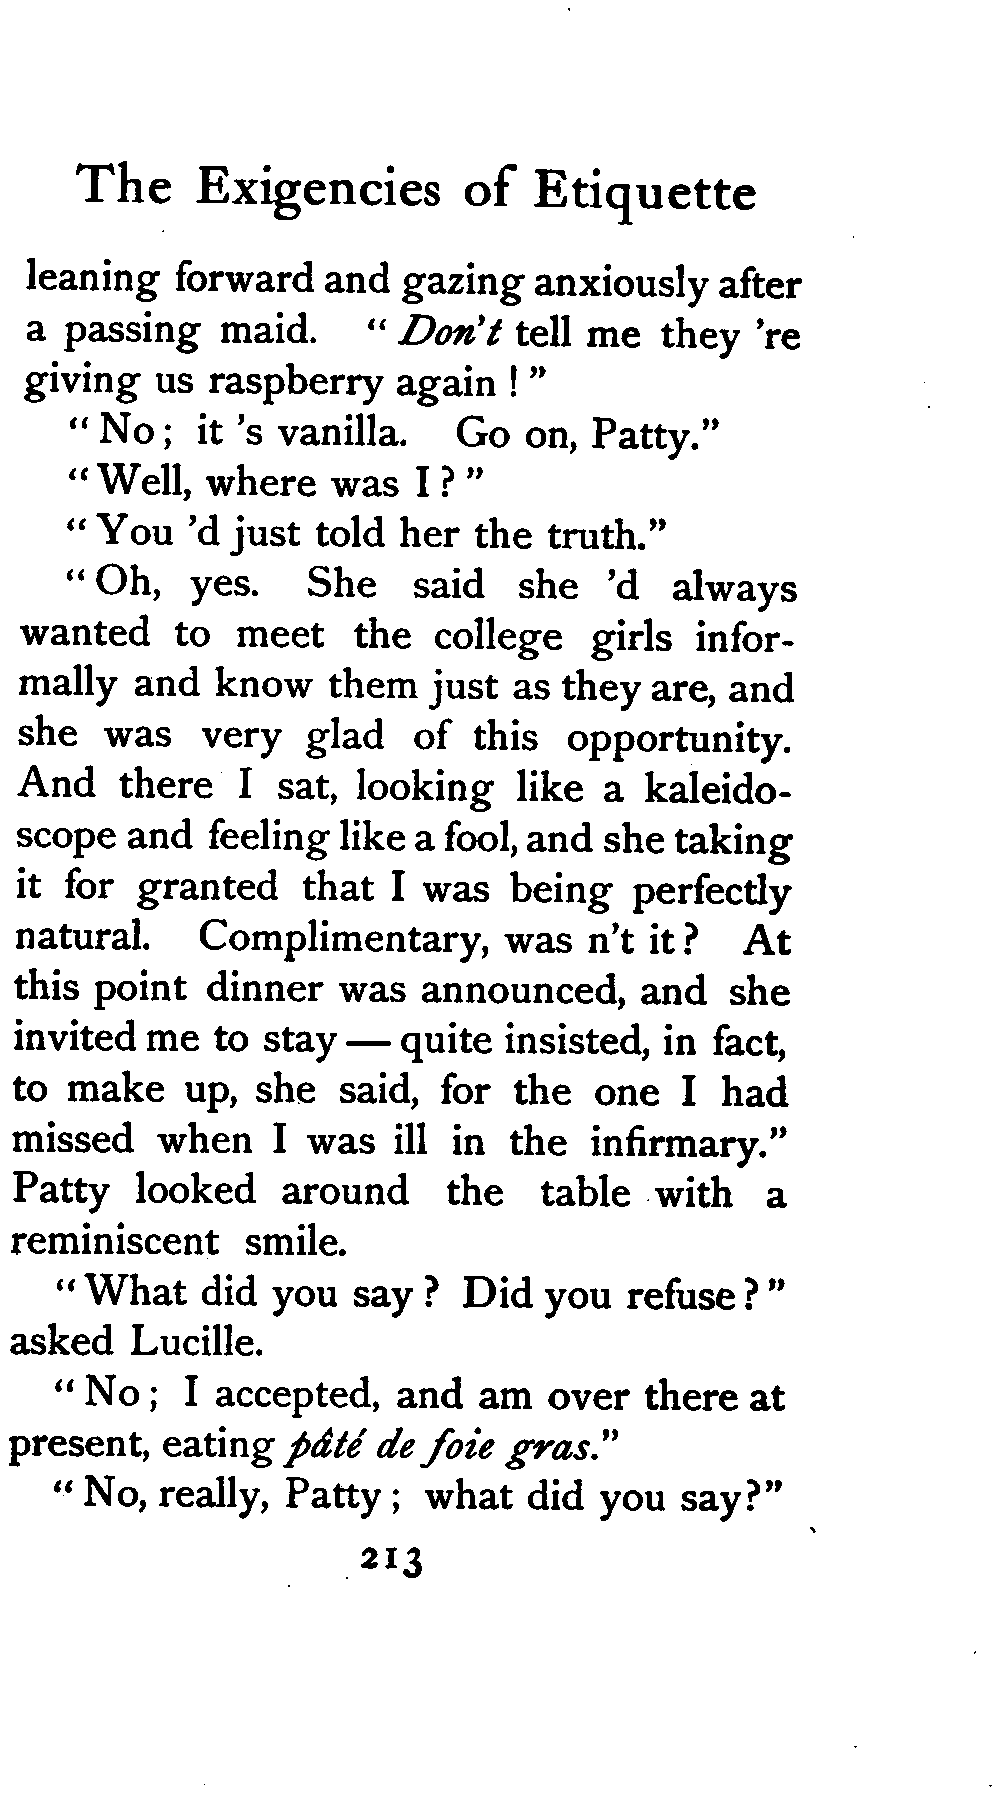 The Exigencies of Etiquette
leaning forward and gazing anxiously after
a passing maid. "Don't tell me they 're
giving us raspberry again!"
"No; it 's vanilla. Go on, Patty."
"Well, where was I?"
"You 'd just told her the truth."
"Oh, yes. She said she 'd always
wanted to meet the college girls infor-
mally and know them just as they are, and
she was very glad of this opportunity.
And there I sat, looking like a kaleido-
scope and feeling like a fool, and she taking
it for granted that I was being perfectly
natural. Complimentary, was n't it? At
this point dinner was announced, and she
invited me to stay — quite insisted, in fact,
to make up, she said, for the one I had
missed when I was ill in the infirmary."
Patty looked around the table with a
reminiscent smile.
"What did you say? Did you refuse?"
asked Lucille.
"No; I accepted, and am over there at
present, eating pâté de foie gras."
"No, really, Patty; what did you say?"
213